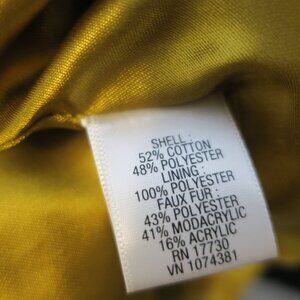 SHELL :
52% COTTON
48% POLYESTER
LINING :
100% POLYESTER
FAUX FUR :
43% POLYESTER
41% MODACRYLIC
16% ACRYLIC
RN 17730
VN 1074381